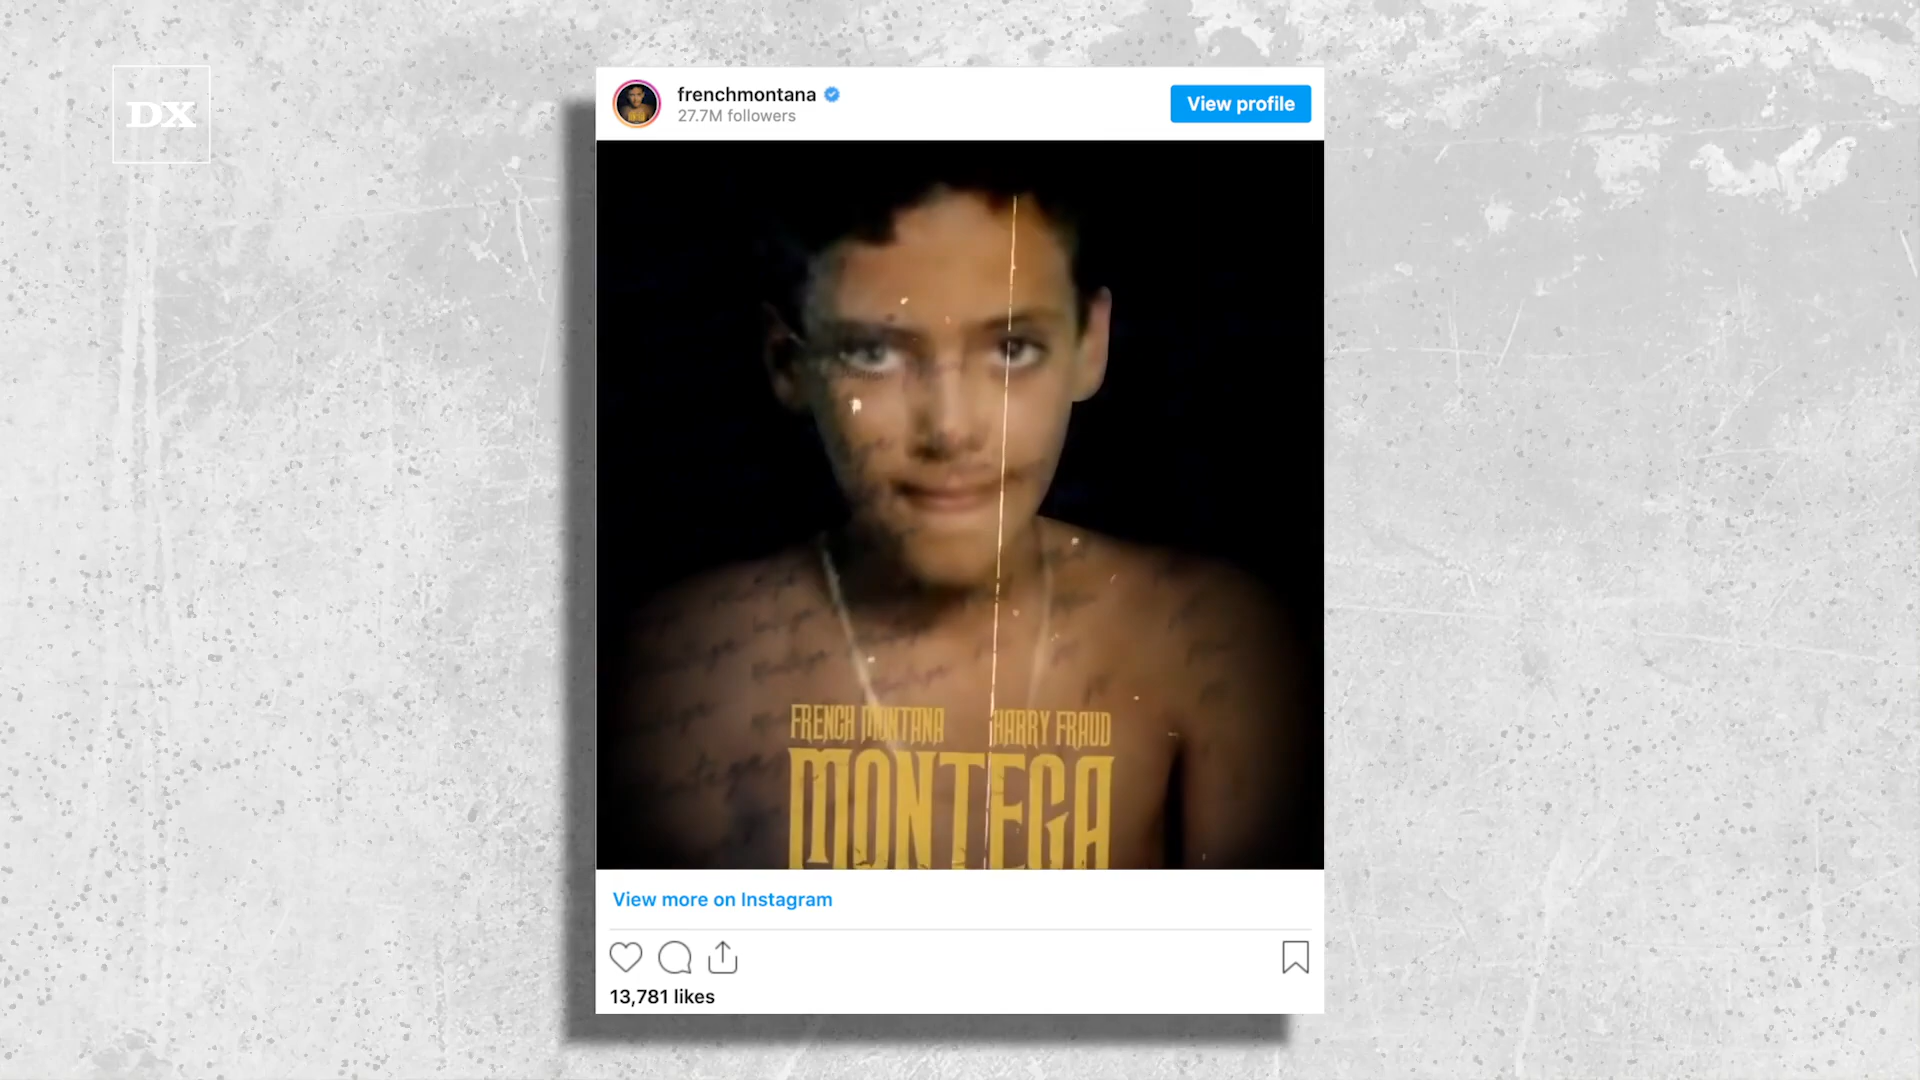 DX
frenchmontana
27.7M followers
View profile
FRENCH MONTANA HARRY FRAUD
MONTEGA
View more on Instagram
13,781 likes